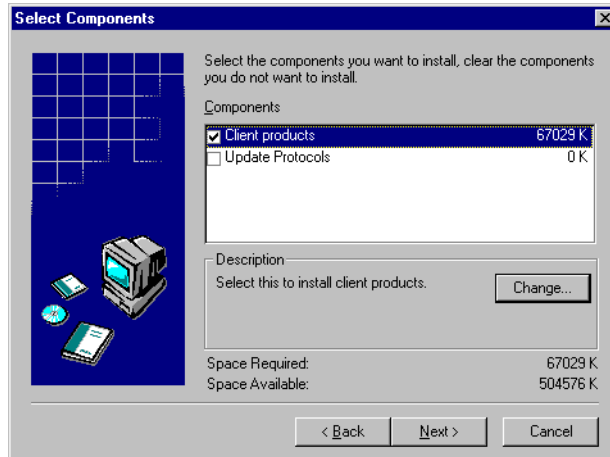 Select Components
Select the components you want to install, clear the components
you do not want to install.
Components
Client products 67029 K
Update Protocols 0 K
Description
Select this to install client products.
Change...
Space Required: 67029 K
Space Available: 504576 K
< Back Next > Cancel